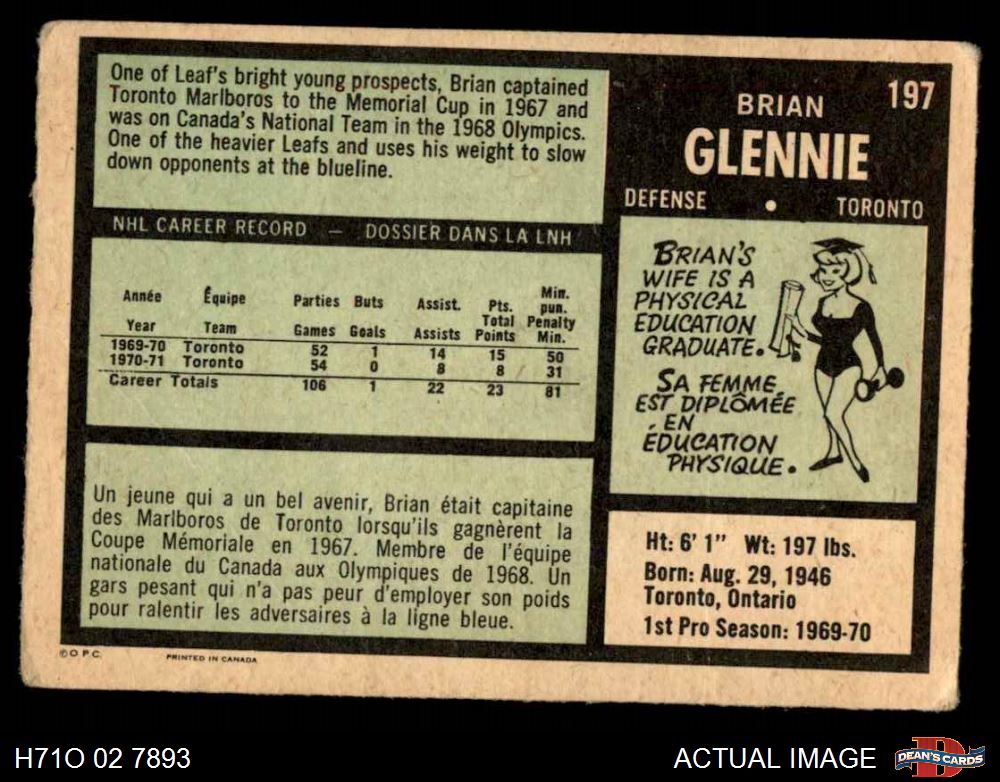 One of Leaf's bright young prospects, Brian captained
Toronto Marlboros to the Memorial Cup in 1967 and
was on Canada's National Team in the 1968 Olympics.
One of the heavier Leafs and uses his weight to slow
down opponents at the blueline.
197
BRIAN
GLENNIE
DEFENSE • TORONTO
NHL CAREER RECORD — DOSSIER DANS LA LNH
Année Équipe Parties Buts Assist. Pts. Min. pun.
Year Team Games Goals Assists Total Points Penalty Min.
1969-70 Toronto 52 1 14 15 50
1970-71 Toronto 54 0 8 8 31
Career Totals 106 1 22 23 81
BRIAN'S
WIFE IS A
PHYSICAL
EDUCATION
GRADUATE.
SA FEMME
EST DIPLÔMÉE
EN
ÉDUCATION
PHYSIQUE.
Un jeune qui a un bel avenir, Brian était capitaine
des Marlboros de Toronto lorsqu'ils gagnèrent la
Coupe Mémoriale en 1967. Membre de l'équipe
nationale du Canada aux Olympiques de 1968. Un
gars pesant qui n'a pas peur d'employer son poids
pour ralentir les adversaires à la ligne bleue.
Ht: 6' 1" Wt: 197 lbs.
Born: Aug. 29, 1946
Toronto, Ontario
1st Pro Season: 1969-70
© O. P. C. PRINTED IN CANADA
H71O 02 7893
ACTUAL IMAGE
D
DEAN'S CARDS